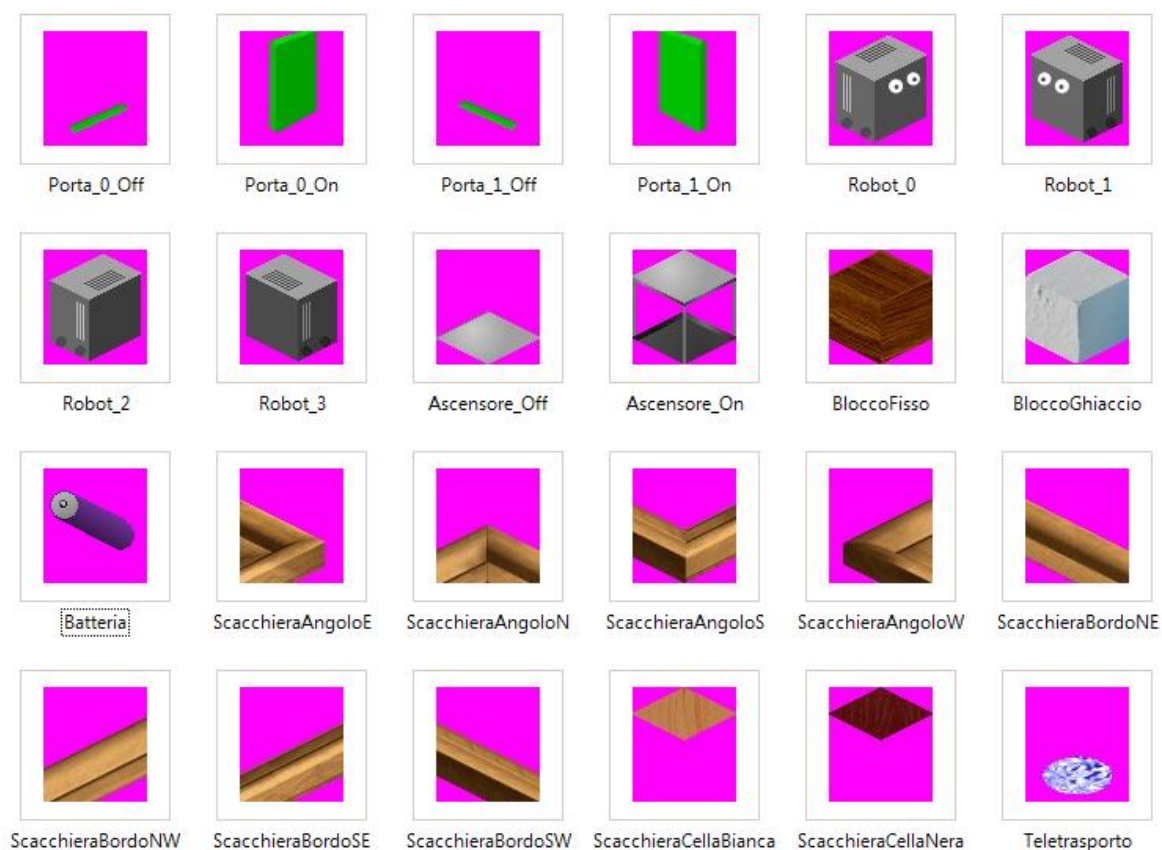 Porta_0_Off Porta_0_On Porta_1_Off Porta_1_On Robot_0 Robot_1
Robot_2 Robot_3 Ascensore_Off Ascensore_On BloccoFisso BloccoGhiaccio
Batteria ScacchieraAngoloE ScacchieraAngoloN ScacchieraAngoloS ScacchieraAngoloW ScacchieraBordoNE
ScacchieraBordoNW ScacchieraBordoSE ScacchieraBordoSW ScacchieraCellaBianca ScacchieraCellaNera Teletrasporto